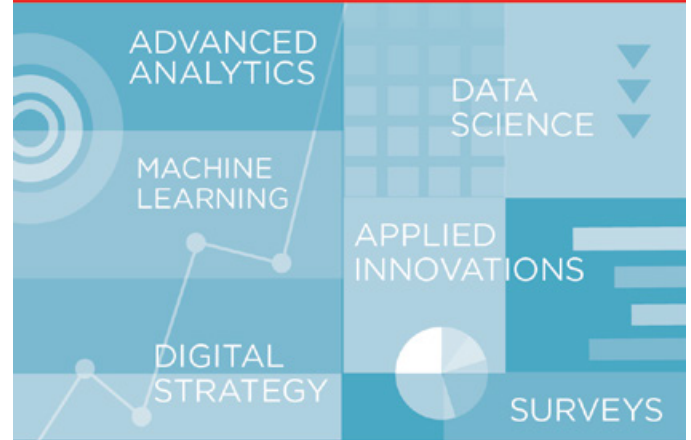 ADVANCED
ANALYTICS
DATA
SCIENCE
MACHINE
LEARNING
APPLIED
INNOVATIONS
DIGITAL
STRATEGY
SURVEYS